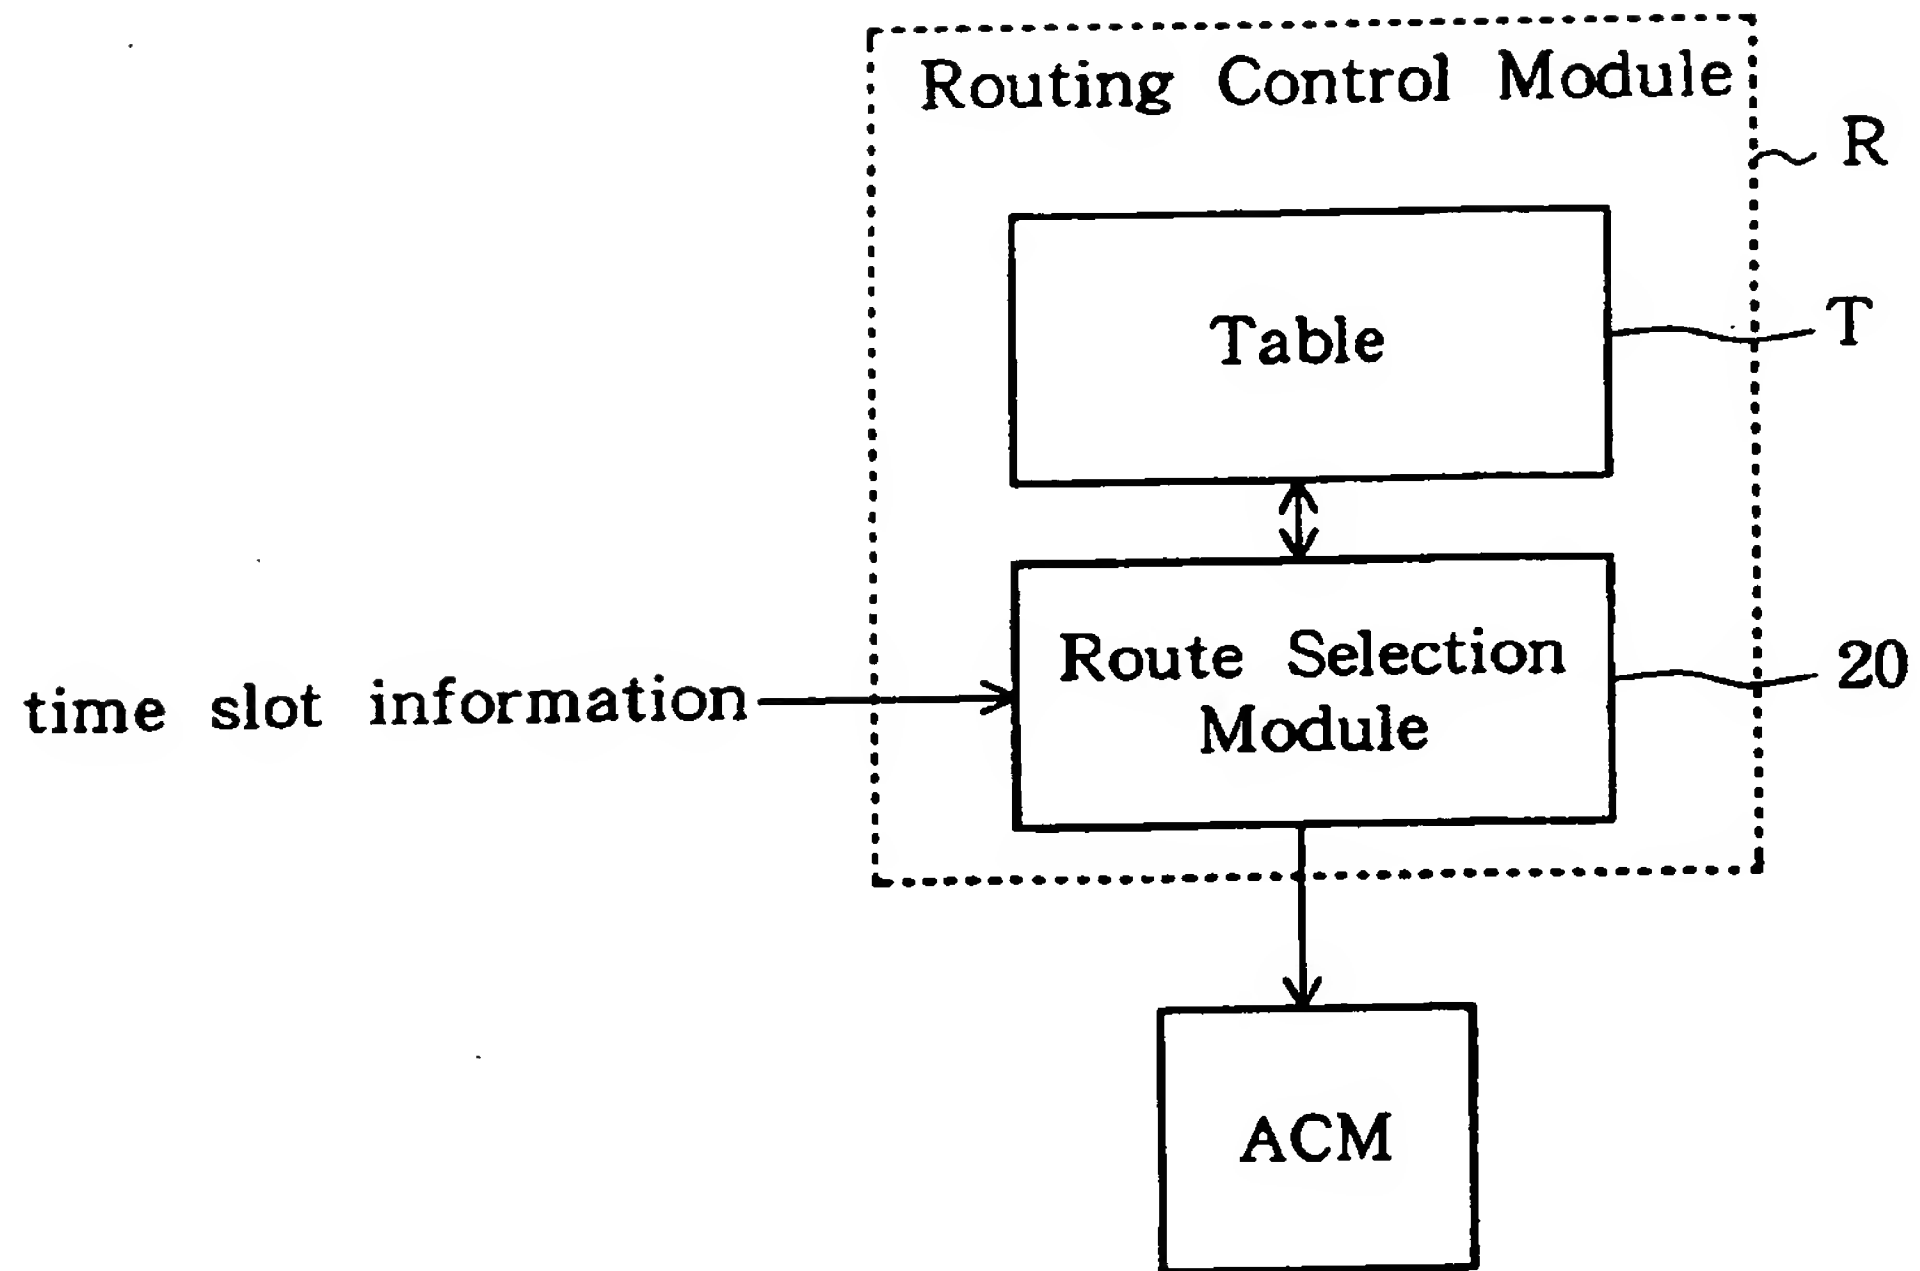 Routing Control Module
R
Table
T
Route Selection
Module
20
time slot information
ACM